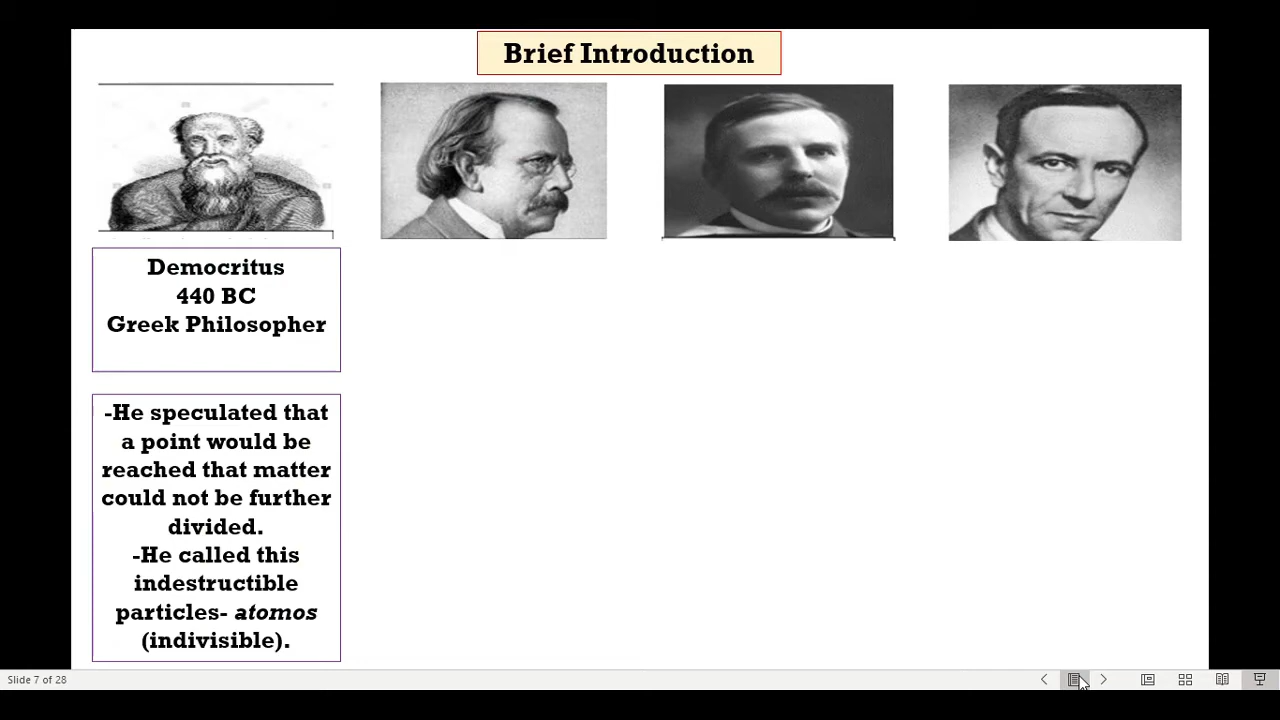 Brief Introduction
Democritus
440 BC
Greek Philosopher
-He speculated that
a point would be
reached that matter
could not be further
divided.
-He called this
indestructible
particles- atomos
(indivisible).
Slide 7 of 28